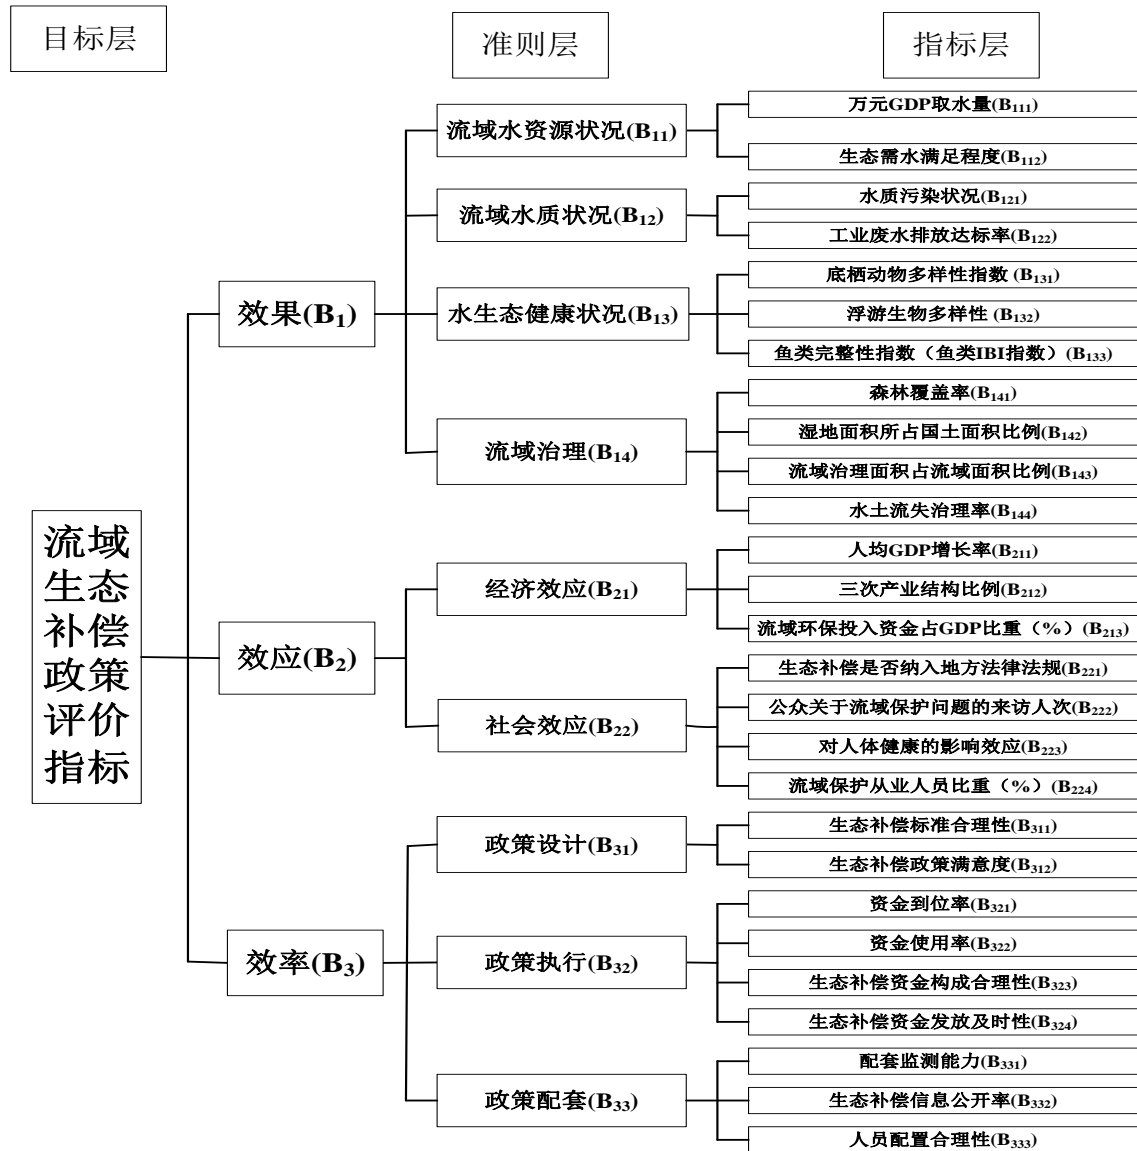 目标层
准则层
指标层
流域
生态
补偿
政策
评价
指标
效果(B₁)
效应(B₂)
效率(B₃)
流域水资源状况(B₁₁)
流域水质状况(B₁₂)
水生态健康状况(B₁₃)
流域治理(B₁₄)
经济效应(B₂₁)
社会效应(B₂₂)
政策设计(B₃₁)
政策执行(B₃₂)
政策配套(B₃₃)
万元GDP取水量(B₁₁₁)
生态需水满足程度(B₁₁₂)
水质污染状况(B₁₂₁)
工业废水排放达标率(B₁₂₂)
底栖动物多样性指数 (B₁₃₁)
浮游生物多样性 (B₁₃₂)
鱼类完整性指数（鱼类IBI指数）(B₁₃₃)
森林覆盖率(B₁₄₁)
湿地面积所占国土面积比例(B₁₄₂)
流域治理面积占流域面积比例(B₁₄₃)
水土流失治理率(B₁₄₄)
人均GDP增长率(B₂₁₁)
三次产业结构比例(B₂₁₂)
流域环保投入资金占GDP比重（%）(B₂₁₃)
生态补偿是否纳入地方法律法规(B₂₂₁)
公众关于流域保护问题的来访人次(B₂₂₂)
对人体健康的影响效应(B₂₂₃)
流域保护从业人员比重（%）(B₂₂₄)
生态补偿标准合理性(B₃₁₁)
生态补偿政策满意度(B₃₁₂)
资金到位率(B₃₂₁)
资金使用率(B₃₂₂)
生态补偿资金构成合理性(B₃₂₃)
生态补偿资金发放及时性(B₃₂₄)
配套监测能力(B₃₃₁)
生态补偿信息公开率(B₃₃₂)
人员配置合理性(B₃₃₃)